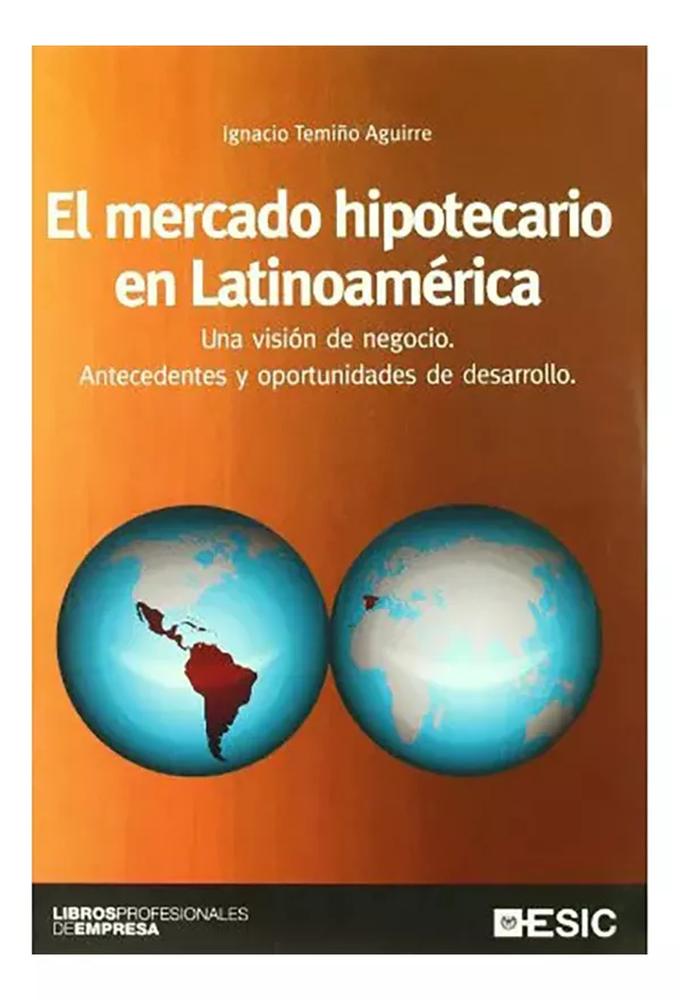 Ignacio Temiño Aguirre
El mercado hipotecario
en Latinoamérica
Una visión de negocio.
Antecedentes y oportunidades de desarrollo.
LIBROSPROFESIONALES
DEEMPRESA
ESIC